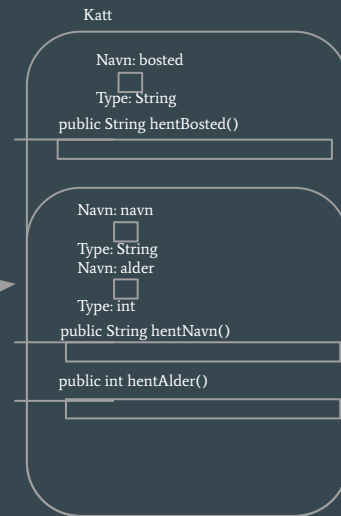 Katt
Navn: bosted
Type: String
public String hentBosted()
Navn: navn
Type: String
Navn: alder
Type: int
public String hentNavn()
public int hentAlder()